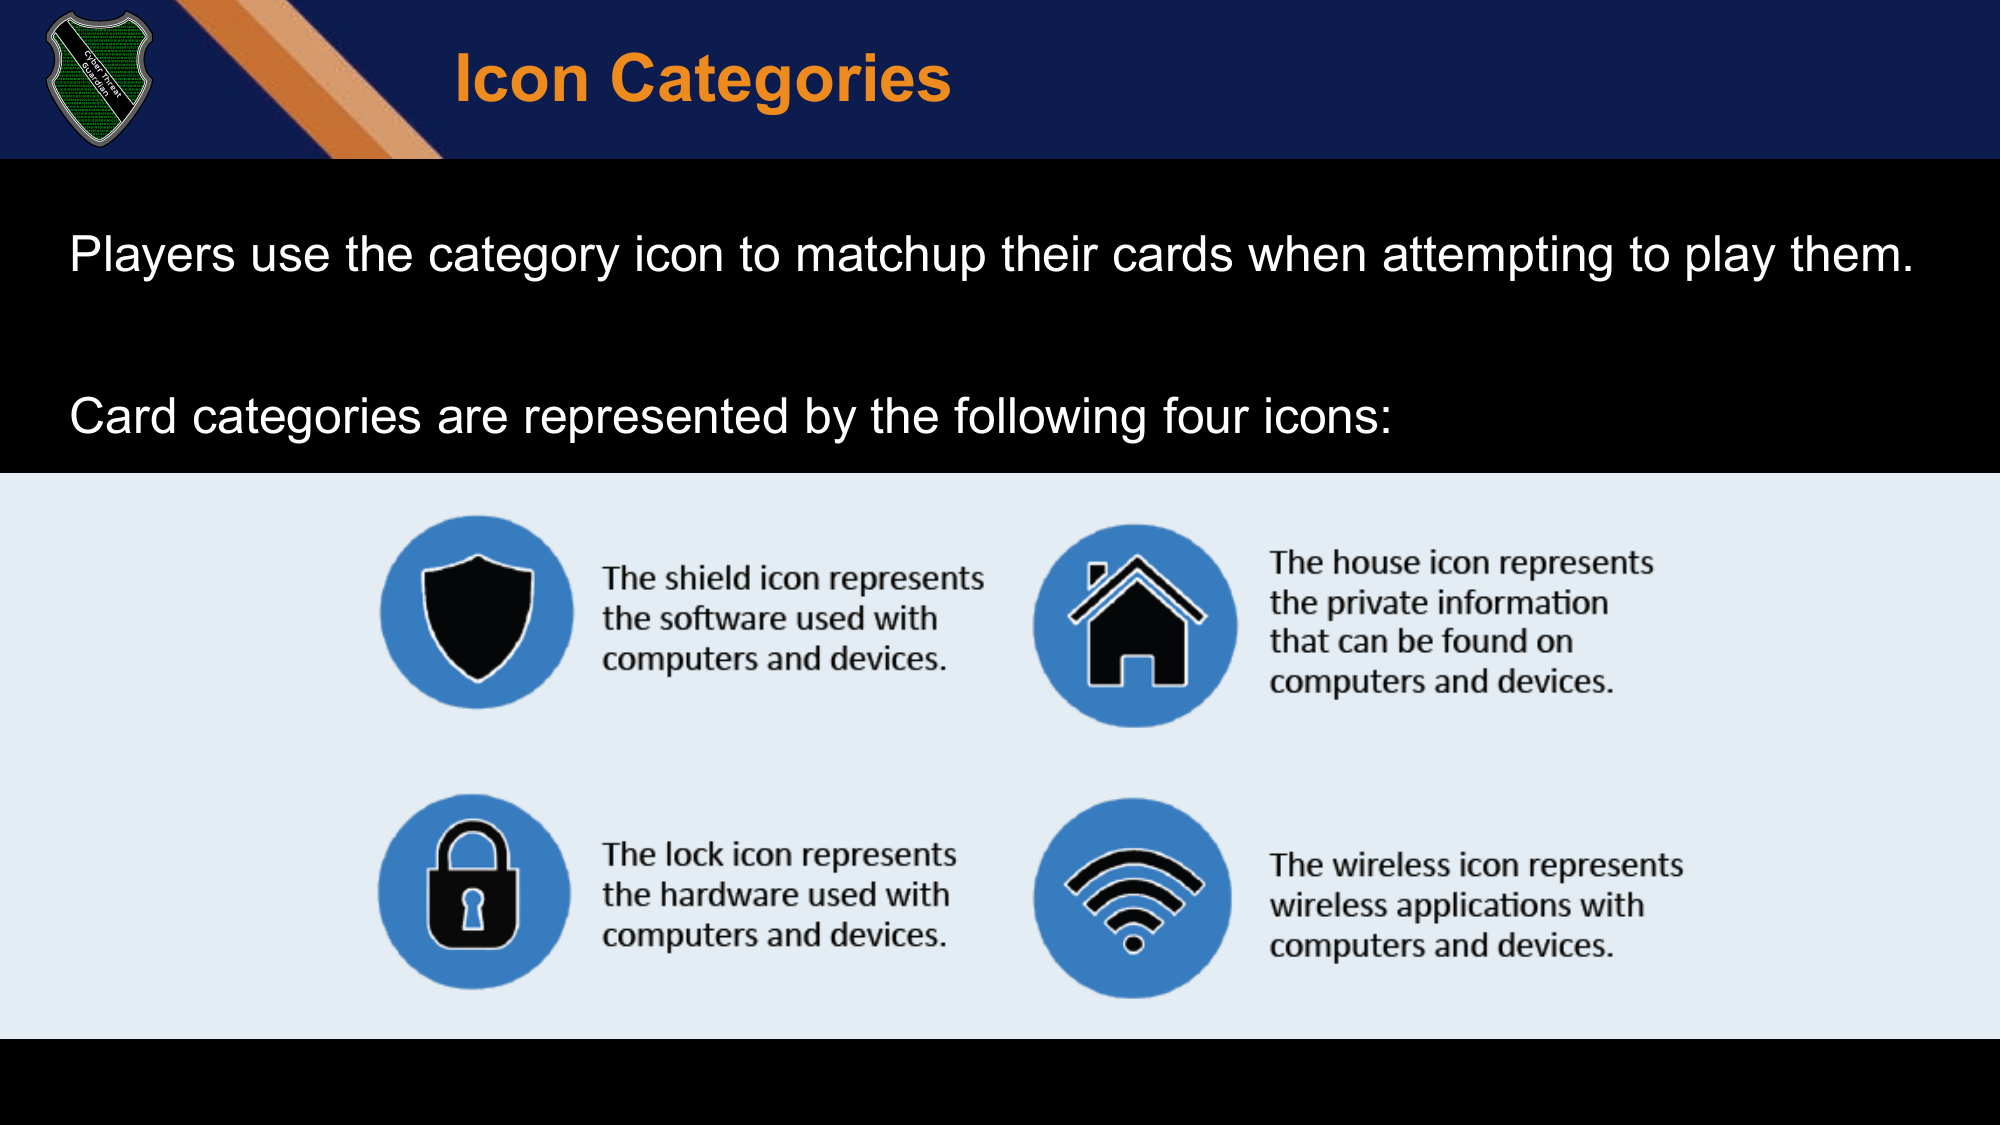 Cyber Threat
Guardian
Icon Categories
Players use the category icon to matchup their cards when attempting to play them.
Card categories are represented by the following four icons:
The shield icon represents
the software used with
computers and devices.
The house icon represents
the private information
that can be found on
computers and devices.
The lock icon represents
the hardware used with
computers and devices.
The wireless icon represents
wireless applications with
computers and devices.